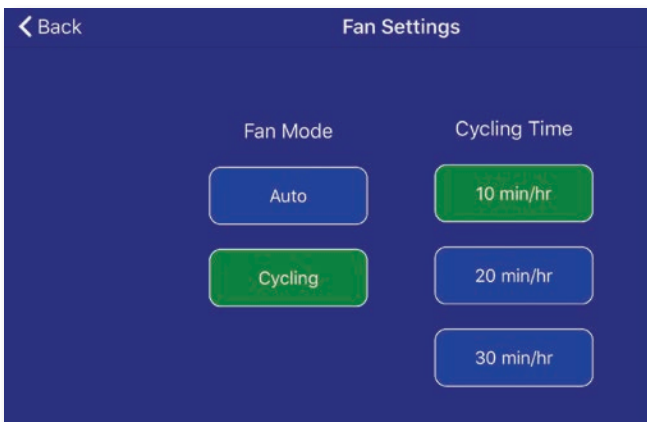 Back
Fan Settings
Fan Mode
Auto
Cycling
Cycling Time
10 min/hr
20 min/hr
30 min/hr